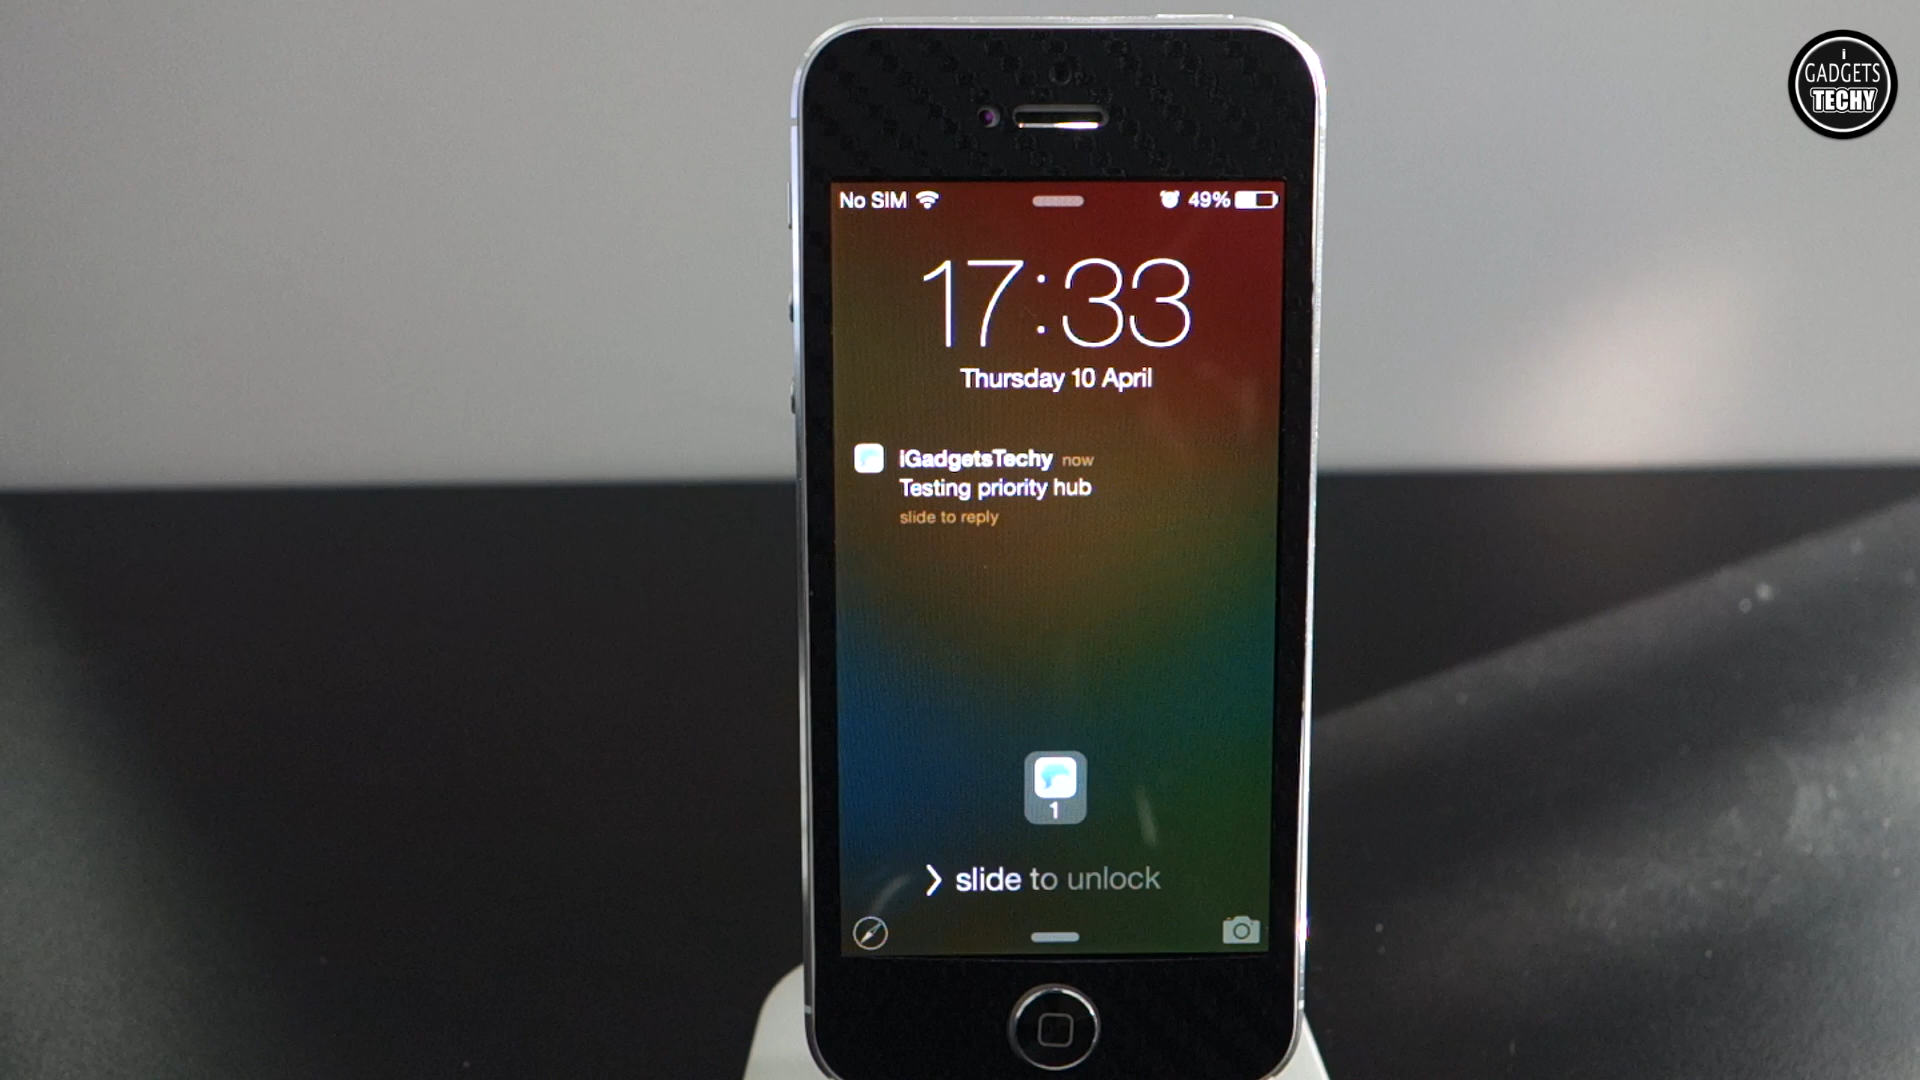 i
GADGETS
TECHY
No SIM 49%
17:33
Thursday 10 April
iGadgetsTechy now
Testing priority hub
slide to reply
1
slide to unlock